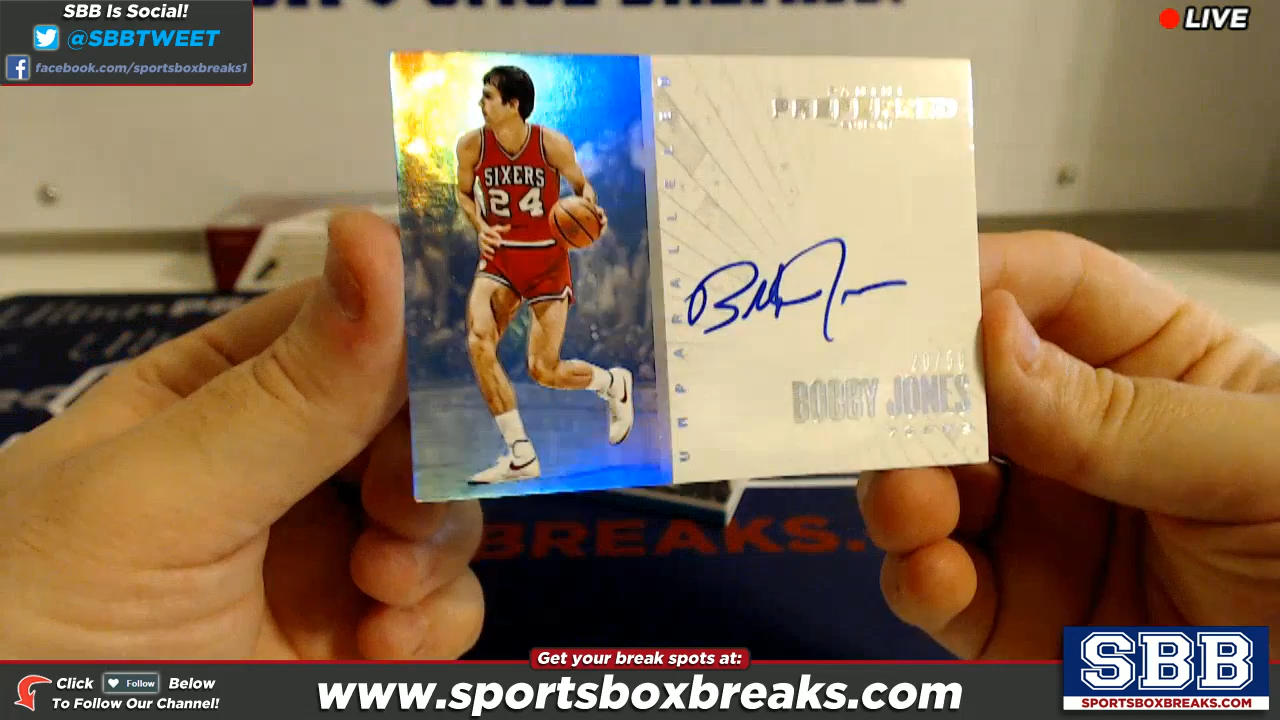 SBB Is Social!
@SBBTWEET
facebook.com/sportsboxbreaks1
LIVE
SIXERS
24
UNPARALLELED
BOBBY JONES
BREAKS.
Get your break spots at:
Click Follow Below
To Follow Our Channel!
www.sportsboxbreaks.com
SBB
SPORTSBOXBREAKS.COM